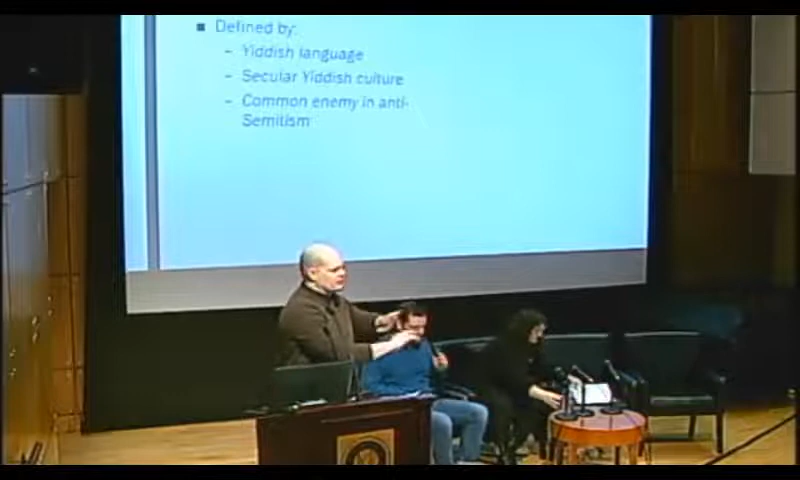 ■ Defined by:
– Yiddish language
– Secular Yiddish culture
– Common enemy in anti-
Semitism